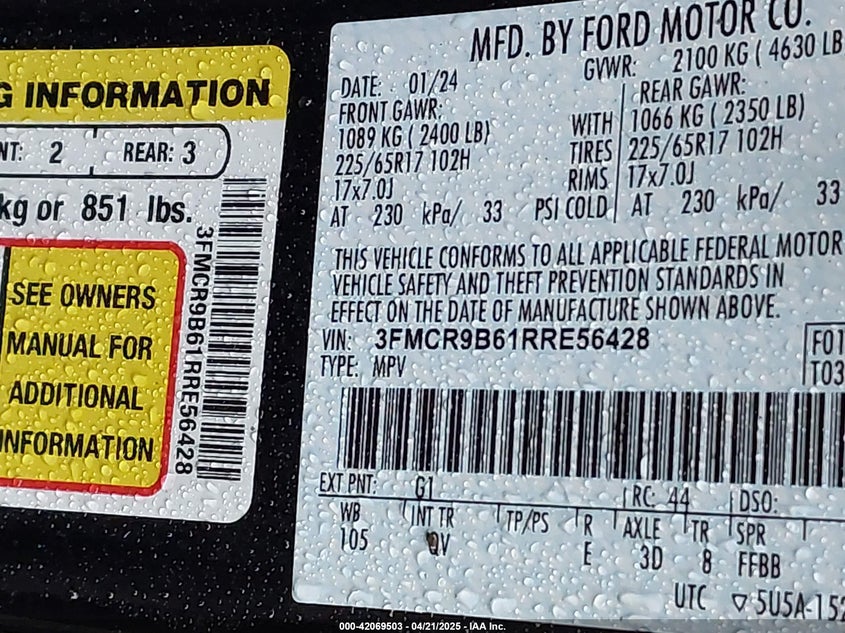 G INFORMATION
NT: 2 REAR: 3
kg or 851 lbs.
SEE OWNERS
MANUAL FOR
ADDITIONAL
INFORMATION
3FMCR9B61RRE56428
MFD. BY FORD MOTOR CO.
GVWR: 2100 KG ( 4630 LB
DATE: 01/24
FRONT GAWR:
1089 KG (2400 LB)
225/65R17 102H
17x7.0J
AT 230 kPa/ 33
WITH
TIRES
RIMS
PSI COLD
REAR GAWR:
1066 KG (2350 LB)
225/65R17 102H
17x7.0J
AT 230 kPa/ 33
THIS VEHICLE CONFORMS TO ALL APPLICABLE FEDERAL MOTOR
VEHICLE SAFETY AND THEFT PREVENTION STANDARDS IN
EFFECT ON THE DATE OF MANUFACTURE SHOWN ABOVE.
VIN: 3FMCR9B61RRE56428
TYPE: MPV
F01
T03
EXT PNT: G1 RC: 44 DSO:
WB INT TR TP/PS R AXLE TR SPR
105 QV E 3D 8 FFBB
UTC ▽5U5A-152
000-42069503 - 04/21/2025 - IAA Inc.